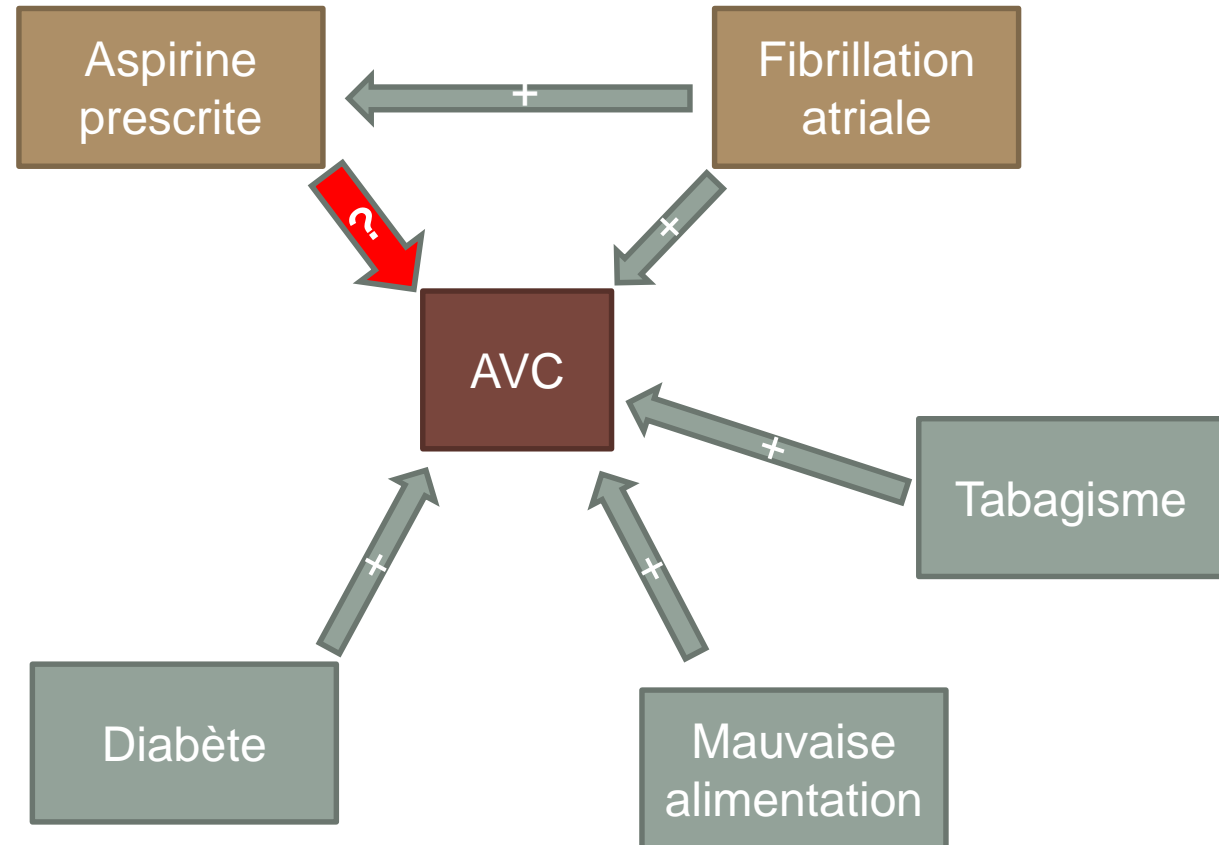 Aspirine
prescrite
+
Fibrillation
atriale
?
+
AVC
+
Tabagisme
+
+
Diabète
Mauvaise
alimentation